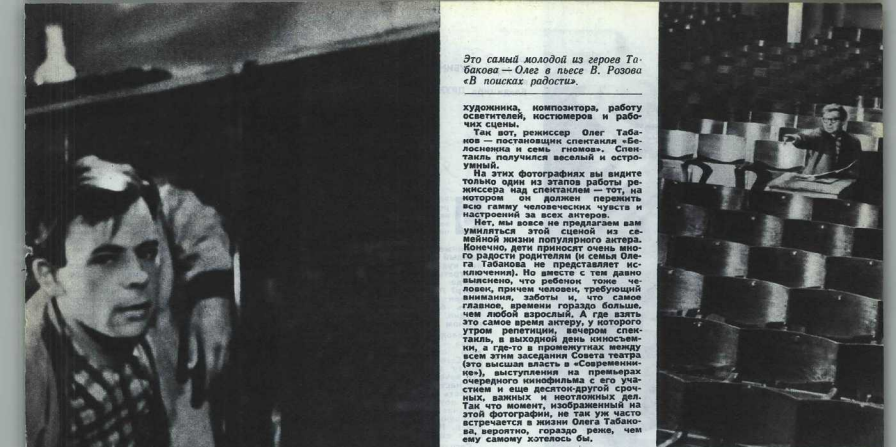 Это самый молодой из героев Та-
бакова — Олег в пьесе В. Розова
«В поисках радости».
художника, композитора, работу
осветителей, костюмеров и рабо-
чих сцены.
Так вот, режиссер Олег Таба-
ков — постановщик спектакля «Бе-
лоснежка и семь гномов». Спек-
такль получился веселый и остро-
умный.
На этих фотографиях вы видите
только один из этапов работы ре-
жиссера над спектаклем — тот, на
котором он должен пережить
всю гамму человеческих чувств и
настроений за всех актеров.
Нет, мы вовсе не предлагаем вам
умиляться этой сценой из се-
мейной жизни популярного актера.
Конечно, дети приносят очень мно-
го радости родителям (и семья Оле-
га Табакова не представляет ис-
ключения). Но вместе с тем давно
выяснено, что ребенок тоже че-
ловек, причем человек, требующий
внимания, заботы и, что самое
главное, времени гораздо больше,
чем любой взрослый. А где взять
это самое время актеру, у которого
утром репетиции, вечером спек-
такль, в выходной день киносъем-
ки, а где-то в промежутках между
всем этим заседания Совета театра
(это высшая власть в «Современни-
ке»), выступления на премьерах
очередного кинофильма с его уча-
стием и еще десяток-другой сроч-
ных, важных и неотложных дел.
Так что момент, изображенный на
этой фотографии, не так уж часто
встречается в жизни Олега Табако-
ва, вероятно, гораздо реже, чем
ему самому хотелось бы.